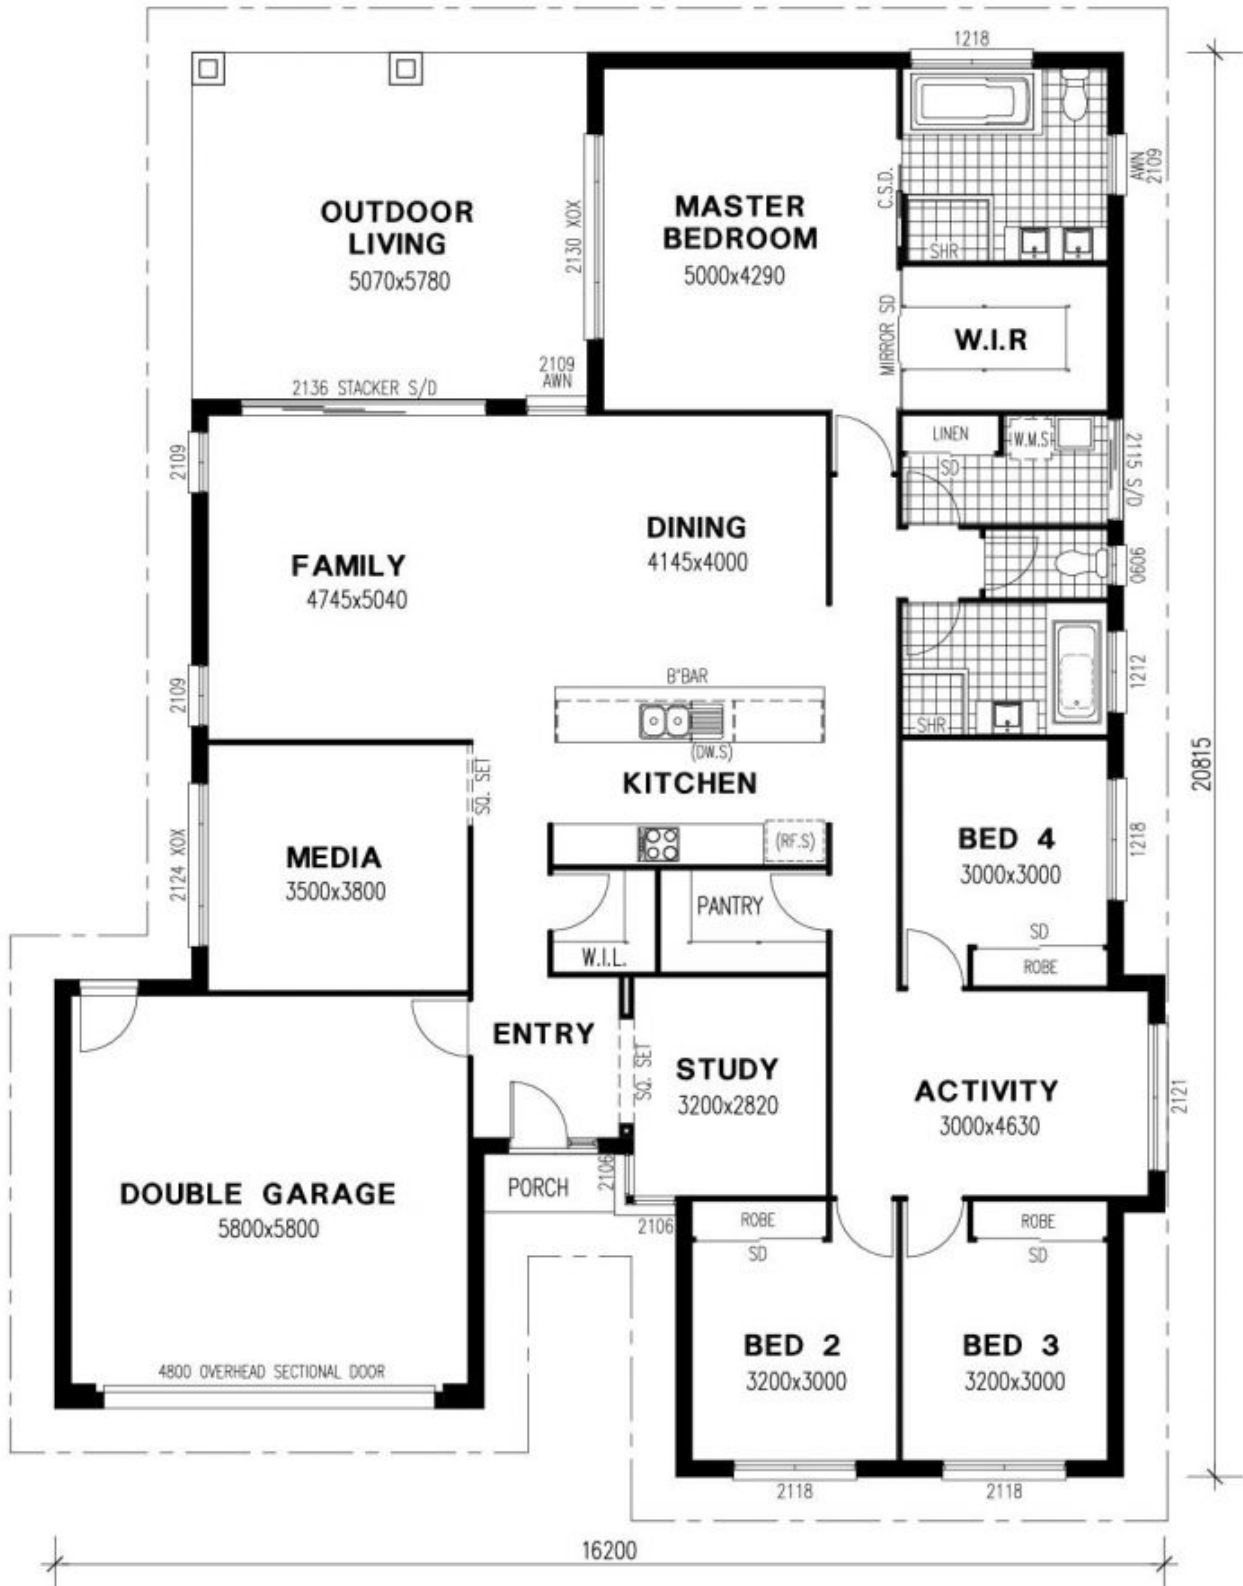 1218
OUTDOOR
LIVING
5070x5780
2130 XOX
MASTER
BEDROOM
5000x4290
C.S.D.
SHR
AWN
2109
MIRROR SD
W.I.R
2136 STACKER S/D
2109
AWN
2109
LINEN
SD
W.M.S
2115 S/D
FAMILY
4745x5040
DINING
4145x4000
0606
2109
B'BAR
(DW.S)
KITCHEN
(RF.S)
SHR
1212
20815
SQ. SET
MEDIA
3500x3800
2124 XOX
BED 4
3000x3000
SD
ROBE
1218
PANTRY
W.I.L.
ENTRY
SQ. SET
STUDY
3200x2820
ACTIVITY
3000x4630
2121
DOUBLE GARAGE
5800x5800
PORCH
2106
2106
ROBE
SD
ROBE
SD
BED 2
3200x3000
BED 3
3200x3000
4800 OVERHEAD SECTIONAL DOOR
2118
2118
16200